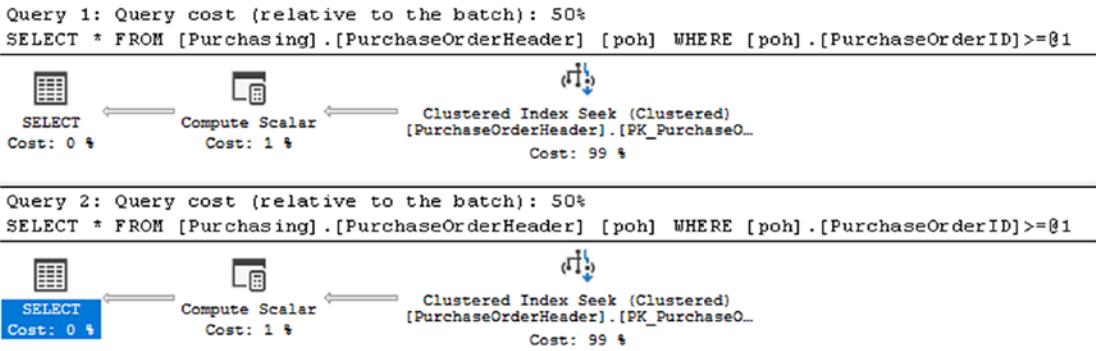 Query 1: Query cost (relative to the batch): 50%
SELECT * FROM [Purchasing].[PurchaseOrderHeader] [poh] WHERE [poh].[PurchaseOrderID]>=@1
SELECT
Cost: 0 %
Compute Scalar
Cost: 1 %
Clustered Index Seek (Clustered)
[PurchaseOrderHeader].[PK_PurchaseO…
Cost: 99 %
Query 2: Query cost (relative to the batch): 50%
SELECT * FROM [Purchasing].[PurchaseOrderHeader] [poh] WHERE [poh].[PurchaseOrderID]>=@1
SELECT
Cost: 0 %
Compute Scalar
Cost: 1 %
Clustered Index Seek (Clustered)
[PurchaseOrderHeader].[PK_PurchaseO…
Cost: 99 %